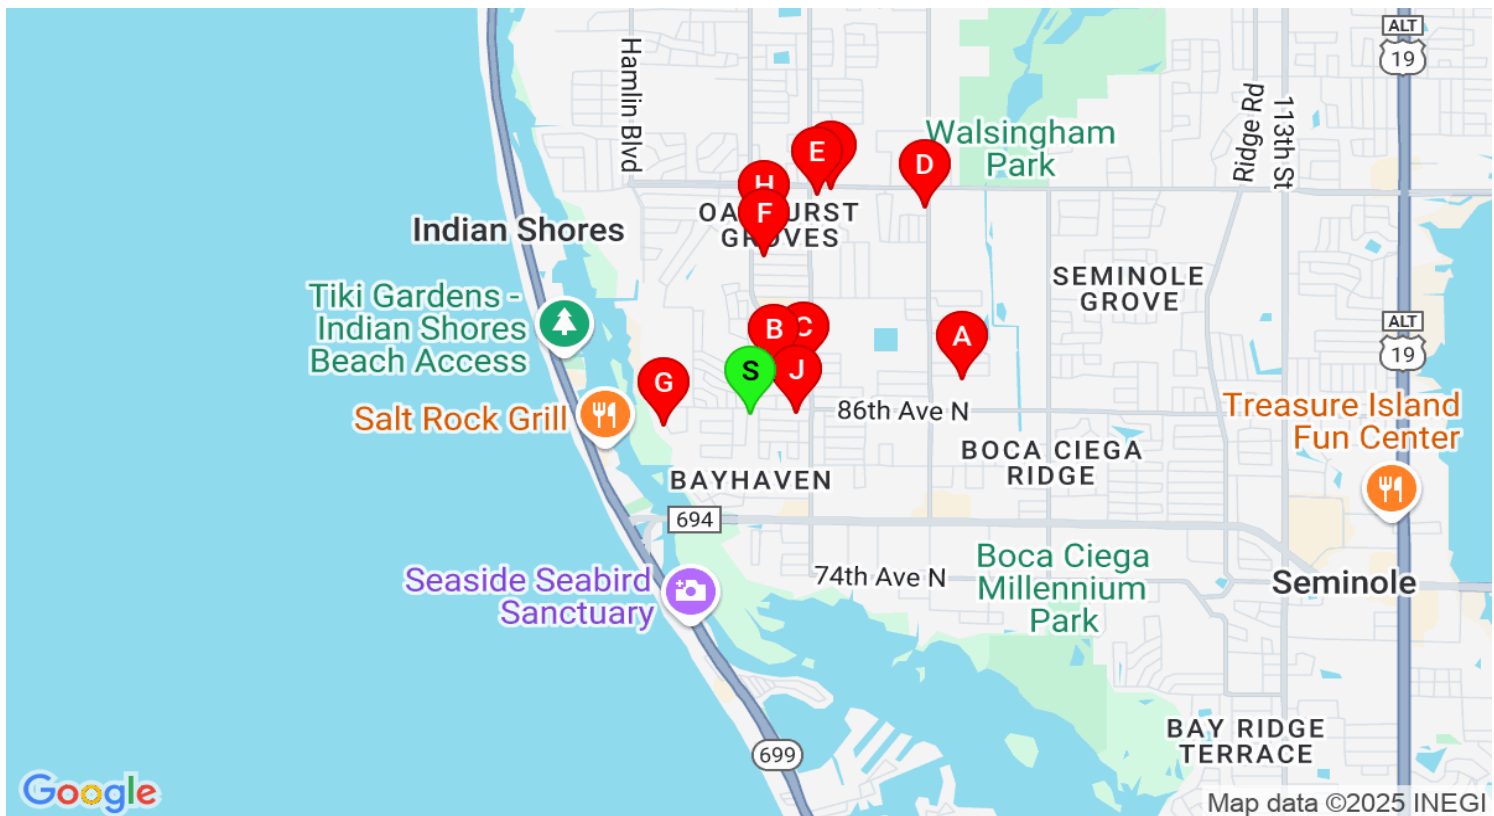 ALT
19
Hamlin Blvd
Ridge Rd
113th St
Walsingham
Park
E
D
H
F
OAKHURST
GROVES
Indian Shores
SEMINOLE
GROVE
Tiki Gardens -
Indian Shores
Beach Access
ALT
19
B
C
A
S
J
G
Salt Rock Grill
86th Ave N
Treasure Island
Fun Center
BOCA CIEGA
RIDGE
BAYHAVEN
694
Boca Ciega
Millennium
Park
74th Ave N
Seminole
Seaside Seabird
Sanctuary
BAY RIDGE
TERRACE
699
Google
Map data ©2025 INEGI